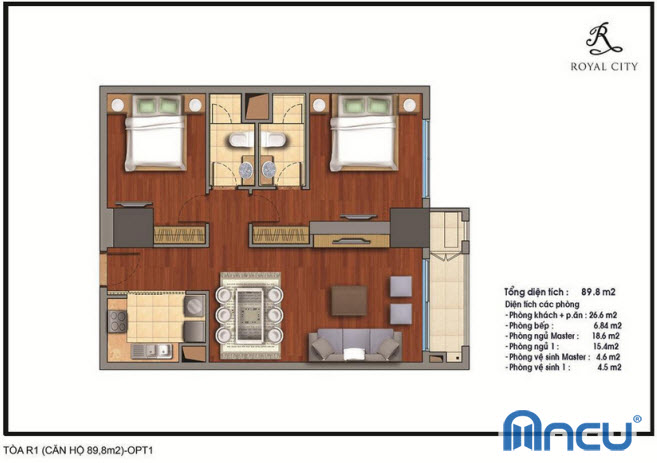 R
ROYAL CITY
Tổng diện tích : 89.8 m2
Diện tích các phòng
- Phòng khách + p.ăn : 26.6 m2
- Phòng bếp : 6.84 m2
- Phòng ngủ Master : 18.6 m2
- Phòng ngủ 1 : 15.4m2
- Phòng vệ sinh Master : 4.6 m2
- Phòng vệ sinh 1 : 4.5 m2
ANCU®
TÒA R1 (CĂN HỘ 89,8m2)-OPT1